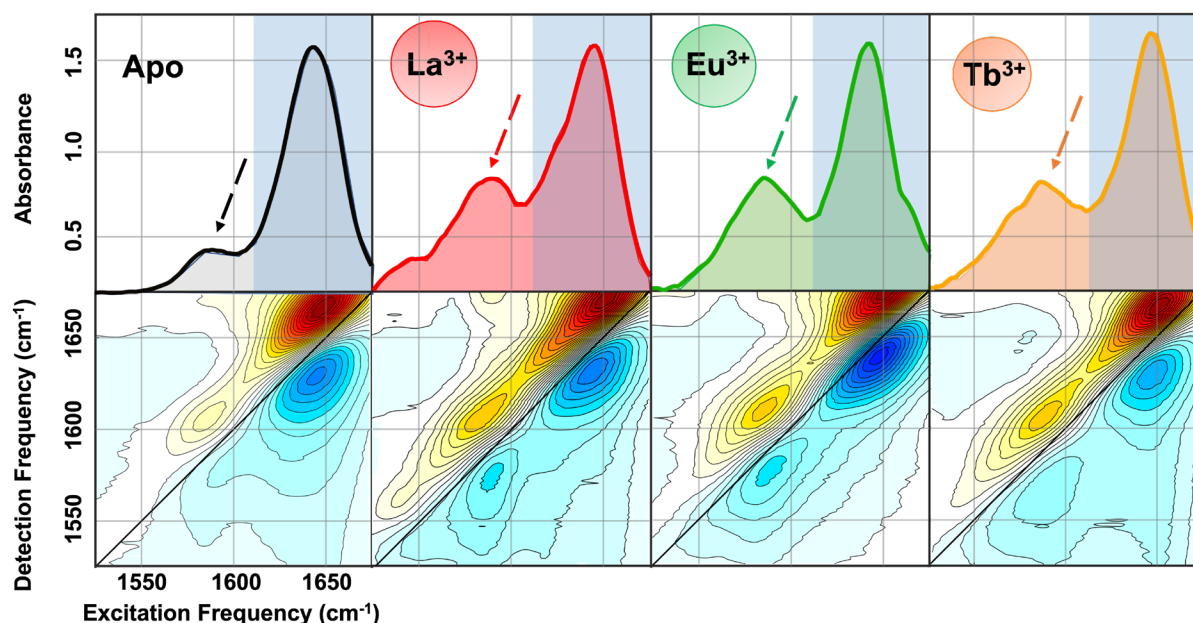 Apo
La³⁺
Eu³⁺
Tb³⁺
Absorbance
1.5
1.0
0.5
Detection Frequency (cm⁻¹)
1650
1600
1550
1550 1600 1650
Excitation Frequency (cm⁻¹)